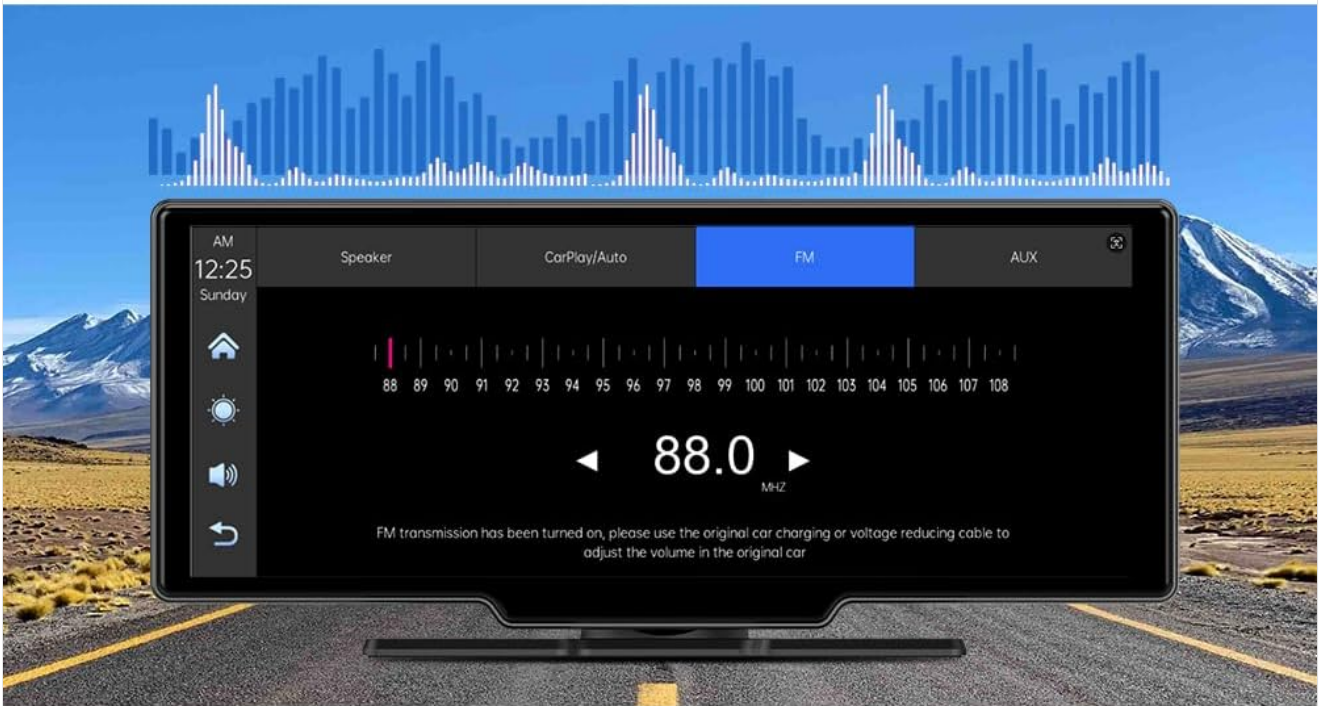 AM
12:25
Sunday
Speaker
CarPlay/Auto
FM
AUX
88 89 90 91 92 93 94 95 96 97 98 99 100 101 102 103 104 105 106 107 108
88.0
MHZ
FM transmission has been turned on, please use the original car charging or voltage reducing cable to
adjust the volume in the original car